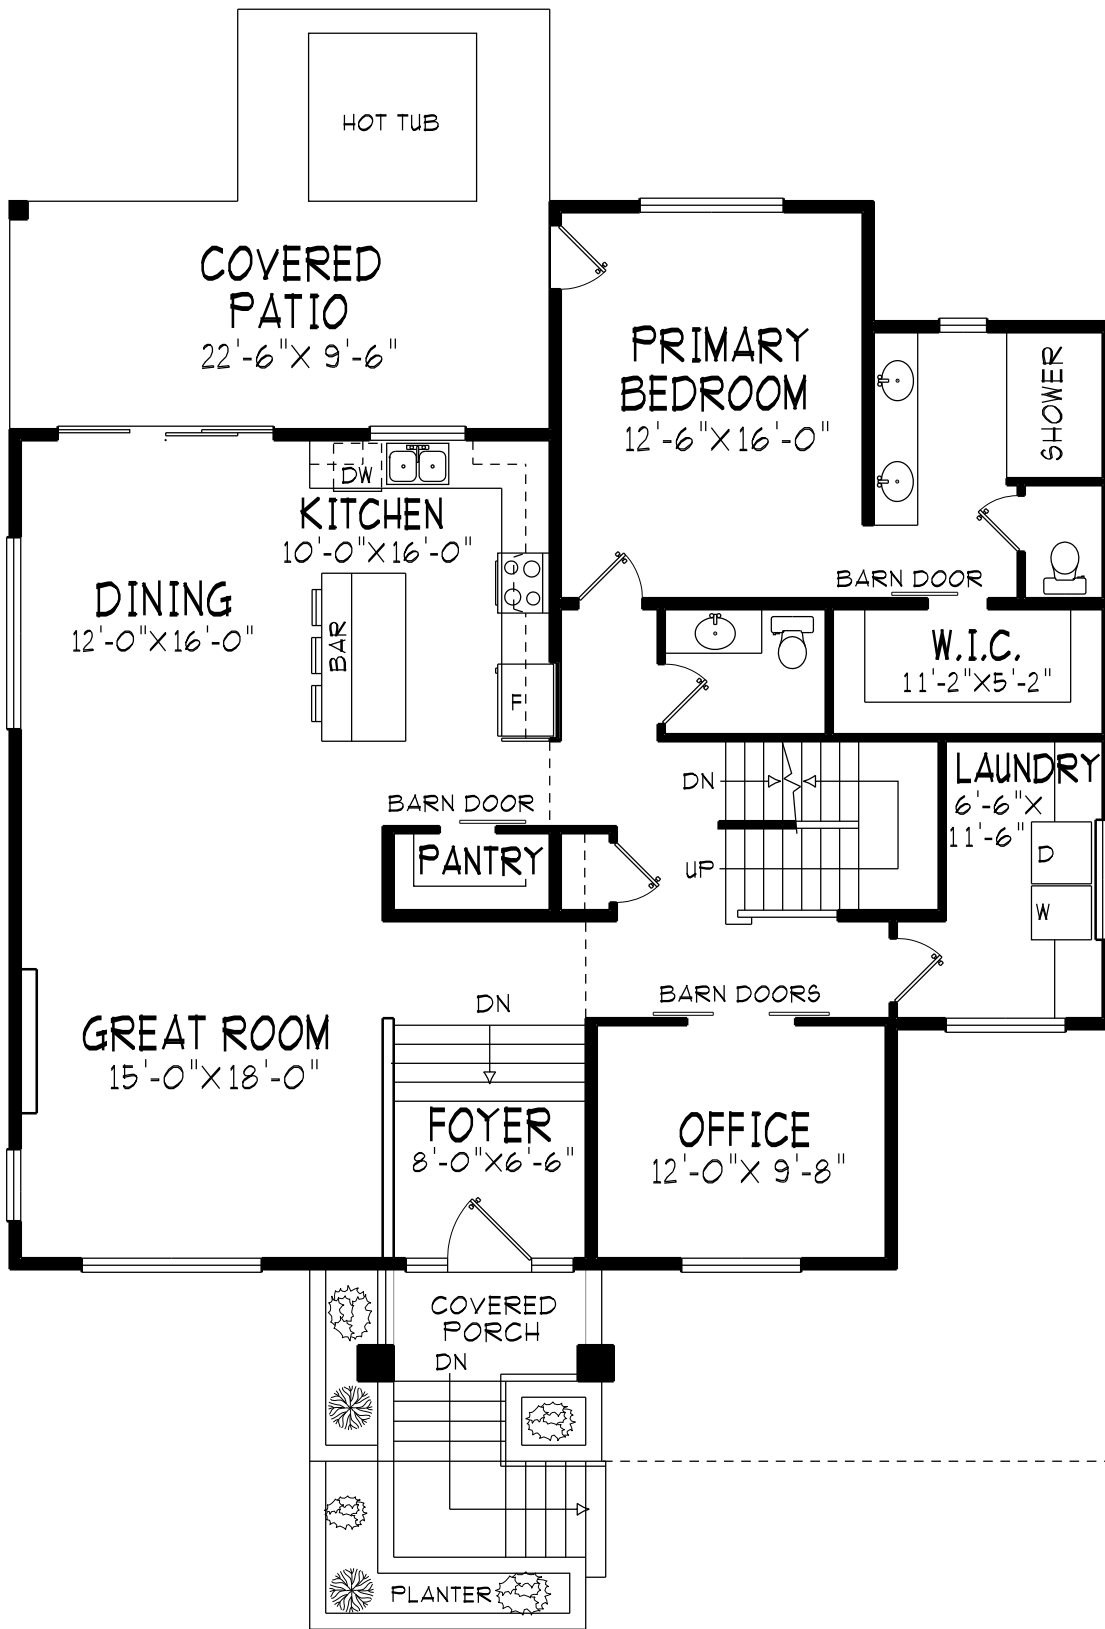 HOT TUB
COVERED
PATIO
22'-6"X 9'-6"
PRIMARY
BEDROOM
12'-6"X 16'-0"
SHOWER
DW
KITCHEN
10'-0"X16'-0"
DINING
12'-0"X16'-0"
BAR
F
BARN DOOR
W.I.C.
11'-2"X5'-2"
BARN DOOR
PANTRY
DN
UP
LAUNDRY
6'-6"X
11'-6"
D
W
BARN DOORS
DN
GREAT ROOM
15'-0"X18'-0"
FOYER
8'-0"X6'-6"
OFFICE
12'-0"X 9'-8"
COVERED
PORCH
DN
PLANTER